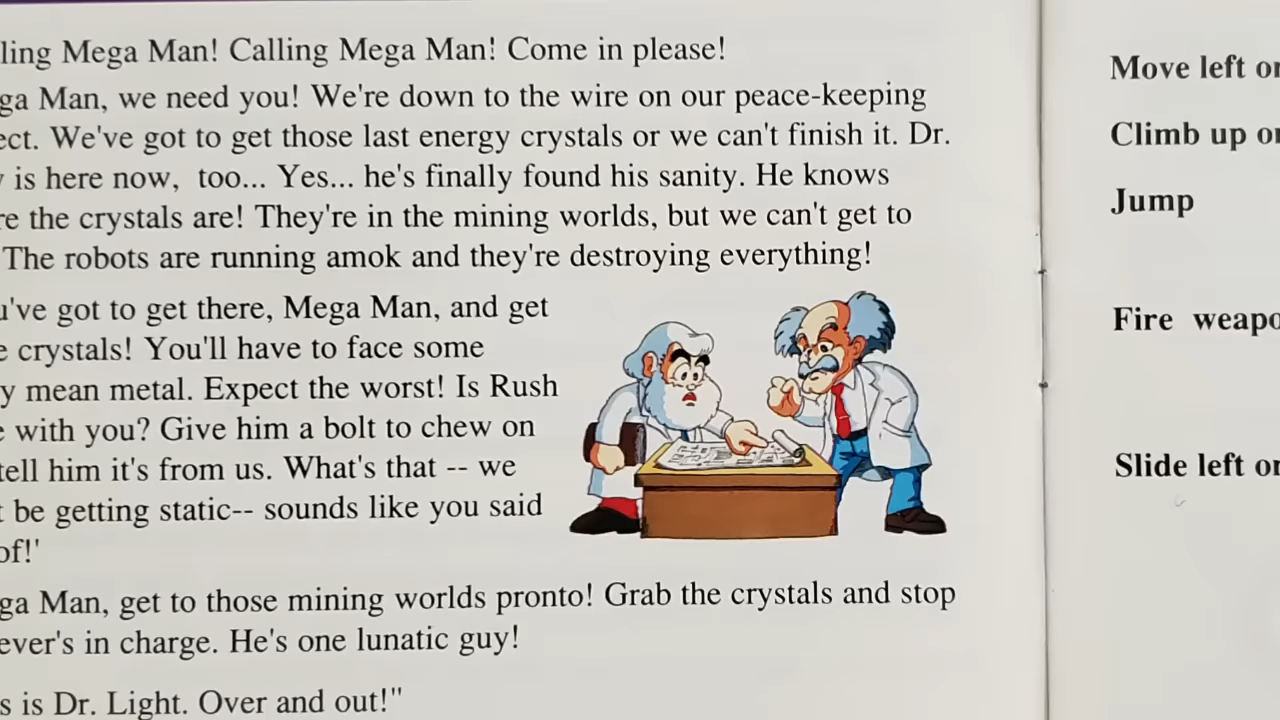 ling Mega Man! Calling Mega Man! Come in please!
ga Man, we need you! We're down to the wire on our peace-keeping
ect. We've got to get those last energy crystals or we can't finish it. Dr.
y is here now, too... Yes... he's finally found his sanity. He knows
re the crystals are! They're in the mining worlds, but we can't get to
The robots are running amok and they're destroying everything!
u've got to get there, Mega Man, and get
e crystals! You'll have to face some
y mean metal. Expect the worst! Is Rush
e with you? Give him a bolt to chew on
tell him it's from us. What's that -- we
t be getting static-- sounds like you said
of!'
ga Man, get to those mining worlds pronto! Grab the crystals and stop
ever's in charge. He's one lunatic guy!
s is Dr. Light. Over and out!"
Move left or
Climb up or
Jump
Fire weapo
Slide left or